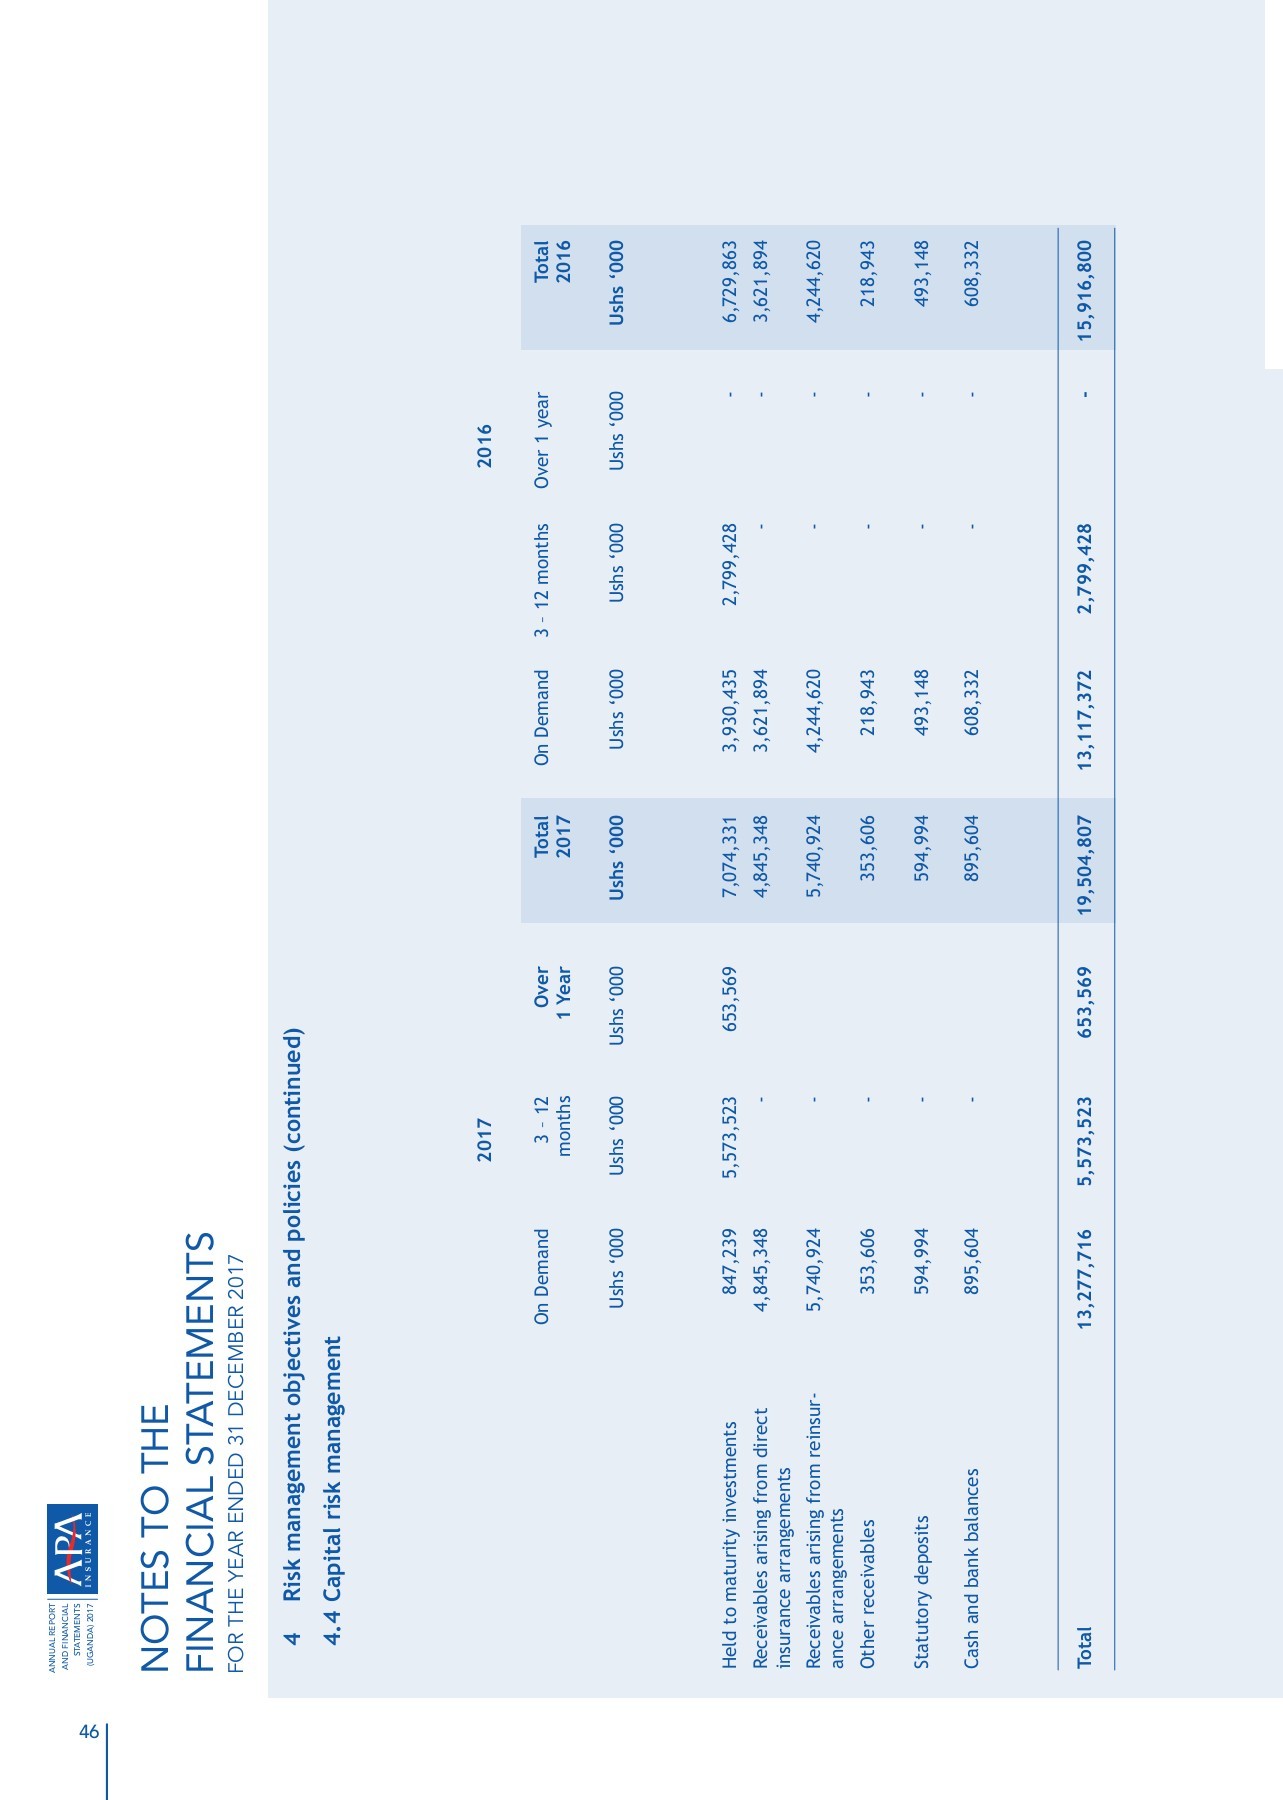 46
ANNUAL REPORT
AND FINANCIAL
STATEMENTS
(UGANDA) 2017
APA
INSURANCE
NOTES TO THE
FINANCIAL STATEMENTS
FOR THE YEAR ENDED 31 DECEMBER 2017
4 Risk management objectives and policies (continued)
4.4 Capital risk management
2017 2016
On Demand 3 - 12 months Over 1 Year Total 2017 On Demand 3 - 12 months Over 1 year Total 2016
Ushs ‘000 Ushs ‘000 Ushs ‘000 Ushs ‘000 Ushs ‘000 Ushs ‘000 Ushs ‘000 Ushs ‘000
Held to maturity investments 847,239 5,573,523 653,569 7,074,331 3,930,435 2,799,428 - 6,729,863
Receivables arising from direct 4,845,348 - 4,845,348 3,621,894 - - 3,621,894
insurance arrangements
Receivables arising from reinsur- 5,740,924 - 5,740,924 4,244,620 - - 4,244,620
ance arrangements
Other receivables 353,606 - 353,606 218,943 - - 218,943
Statutory deposits 594,994 - 594,994 493,148 - - 493,148
Cash and bank balances 895,604 - 895,604 608,332 - - 608,332
Total 13,277,716 5,573,523 653,569 19,504,807 13,117,372 2,799,428 - 15,916,800